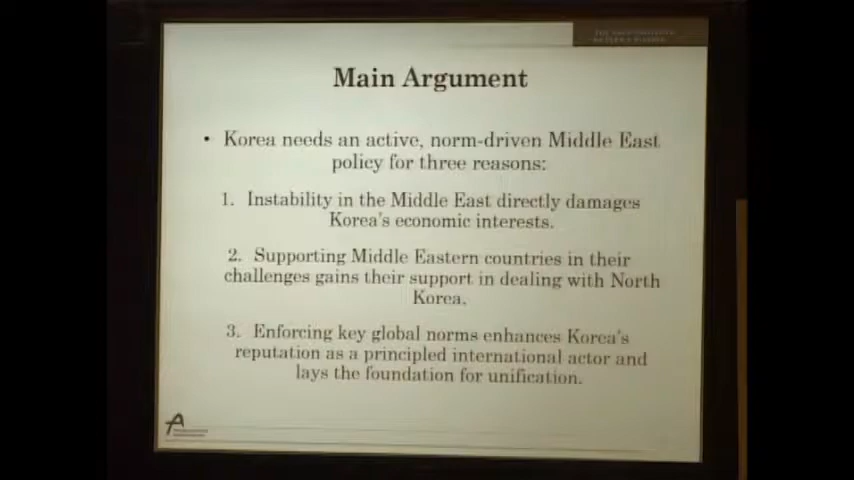 Main Argument
• Korea needs an active, norm-driven Middle East
policy for three reasons:
1. Instability in the Middle East directly damages
Korea's economic interests.
2. Supporting Middle Eastern countries in their
challenges gains their support in dealing with North
Korea.
3. Enforcing key global norms enhances Korea's
reputation as a principled international actor and
lays the foundation for unification.